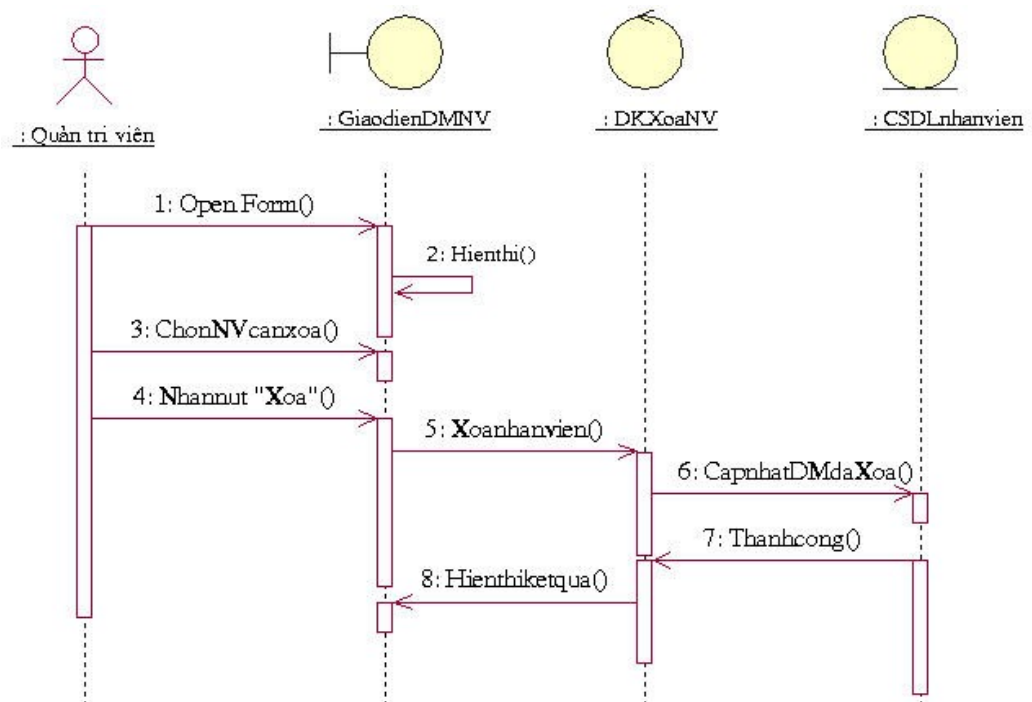 : Quản trị viên
: GiaodienDMNV
: DKXoaNV
: CSDLnhanvien
1: Open Form()
2: Hienthi()
3: ChonNVcanxoa()
4: Nhannut "Xoa"()
5: Xoanhanvien()
6: CapnhatDMdaXoa()
7: Thanhcong()
8: Hienthiketqua()